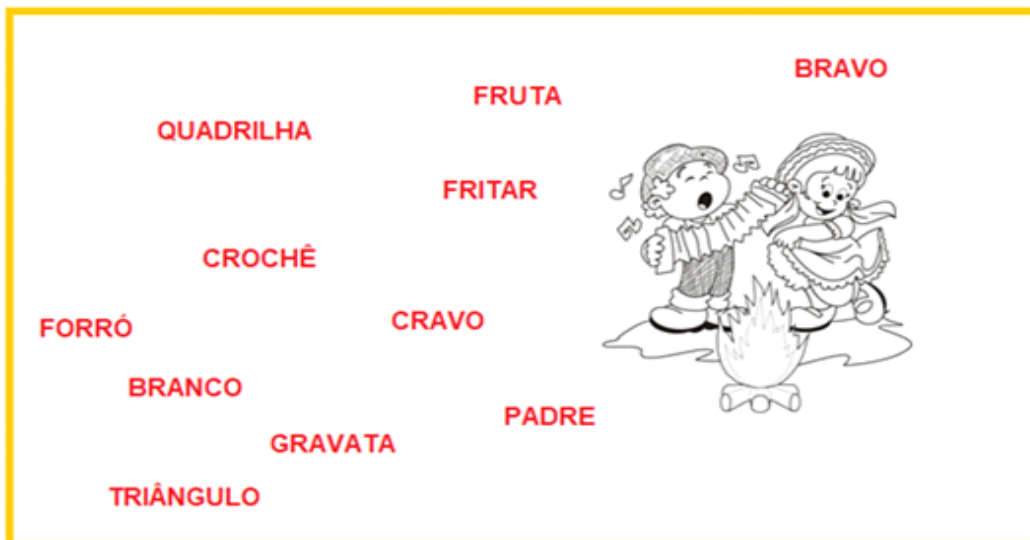 BRAVO
FRUTA
QUADRILHA
FRITAR
CROCHÊ
CRAVO
FORRÓ
BRANCO
PADRE
GRAVATA
TRIÂNGULO